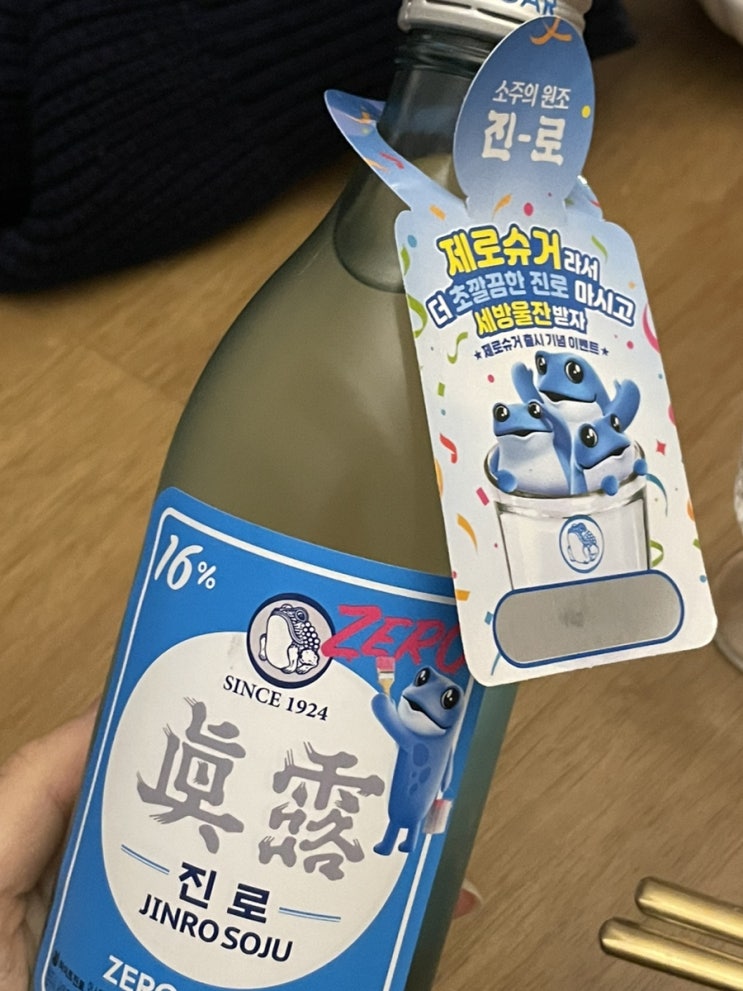 소주의 원조
진-로
제로슈거라서
더 초깔끔한 진로 마시고
세방울잔 받자
★제로슈거 출시 기념 이벤트★
16%
ZERO
SINCE 1924
眞露
진로
JINRO SOJU
ZERO